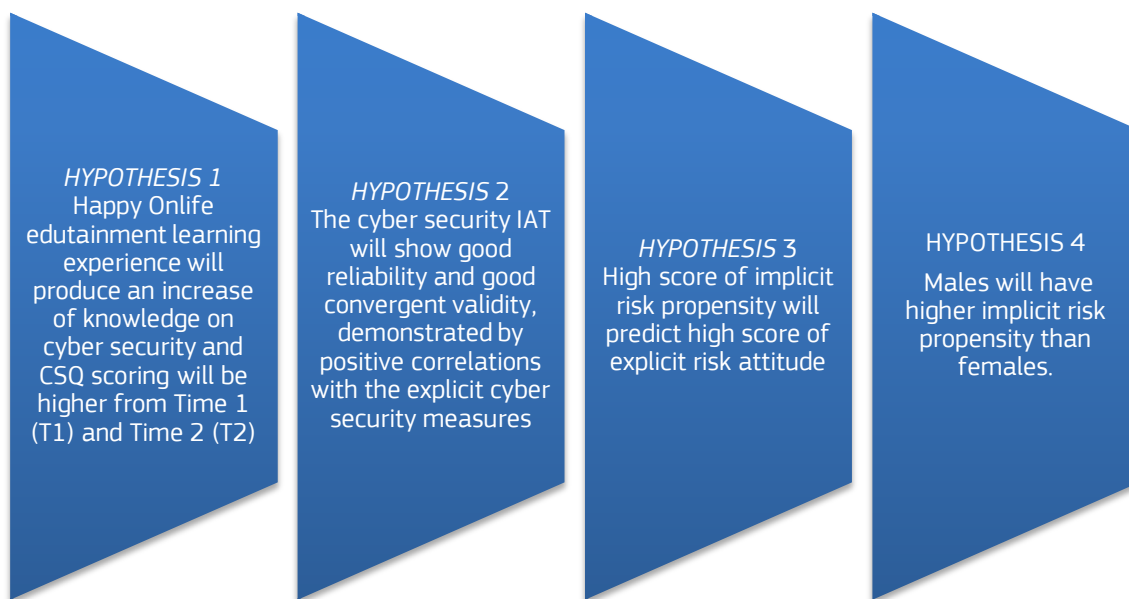 HYPOTHESIS 1
Happy Onlife
edutainment learning
experience will
produce an increase
of knowledge on
cyber security and
CSQ scoring will be
higher from Time 1
(T1) and Time 2 (T2)
HYPOTHESIS 2
The cyber security IAT
will show good
reliability and good
convergent validity,
demonstrated by
positive correlations
with the explicit cyber
security measures
HYPOTHESIS 3
High score of implicit
risk propensity will
predict high score of
explicit risk attitude
HYPOTHESIS 4
Males will have
higher implicit risk
propensity than
females.